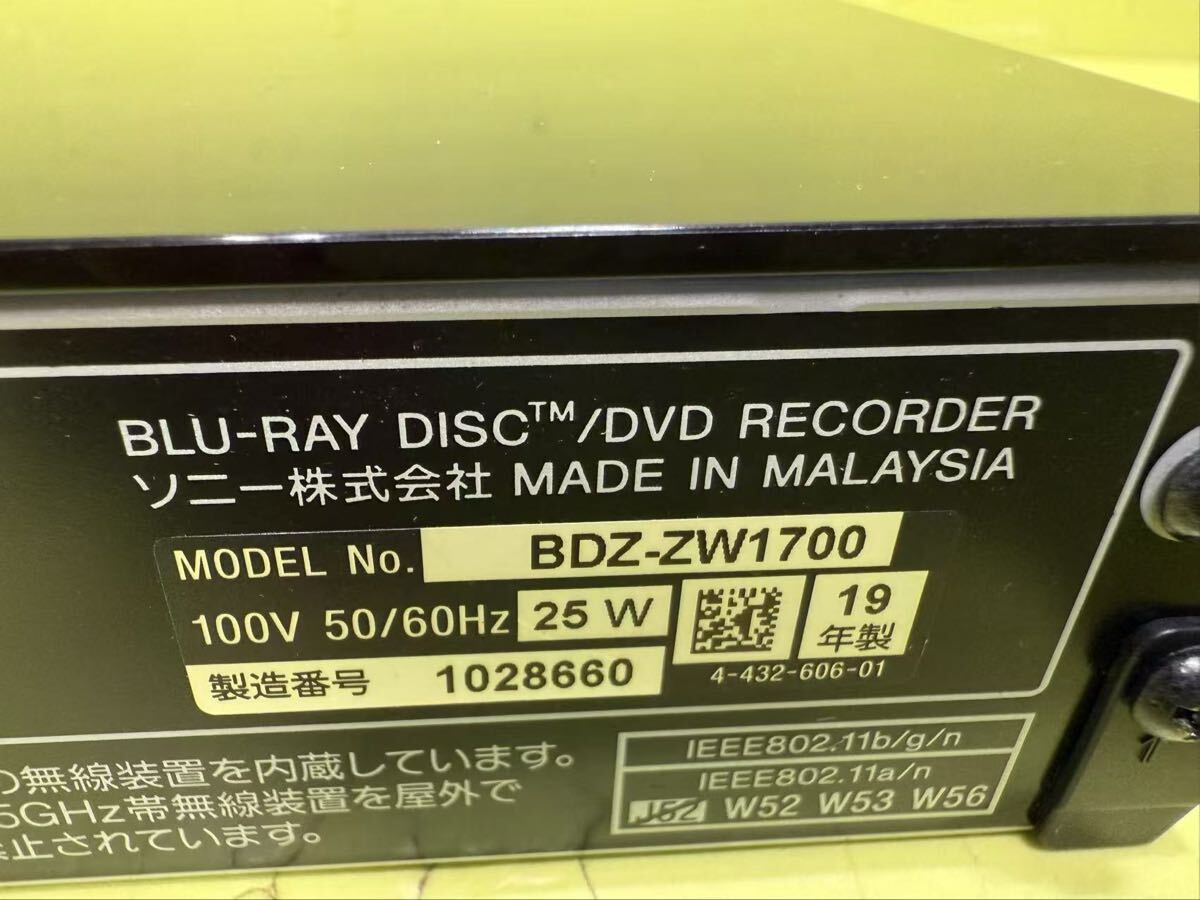 BLU-RAY DISC™/DVD RECORDER
ソニー株式会社 MADE IN MALAYSIA
MODEL No. BDZ-ZW1700
100V 50/60Hz 25 W
19
年製
製造番号 1028660
4-432-606-01
の無線装置を内蔵しています。
5GHz帯無線装置を屋外で
禁止されています。
IEEE802.11b/g/n
IEEE802.11a/n
J52 W52 W53 W56